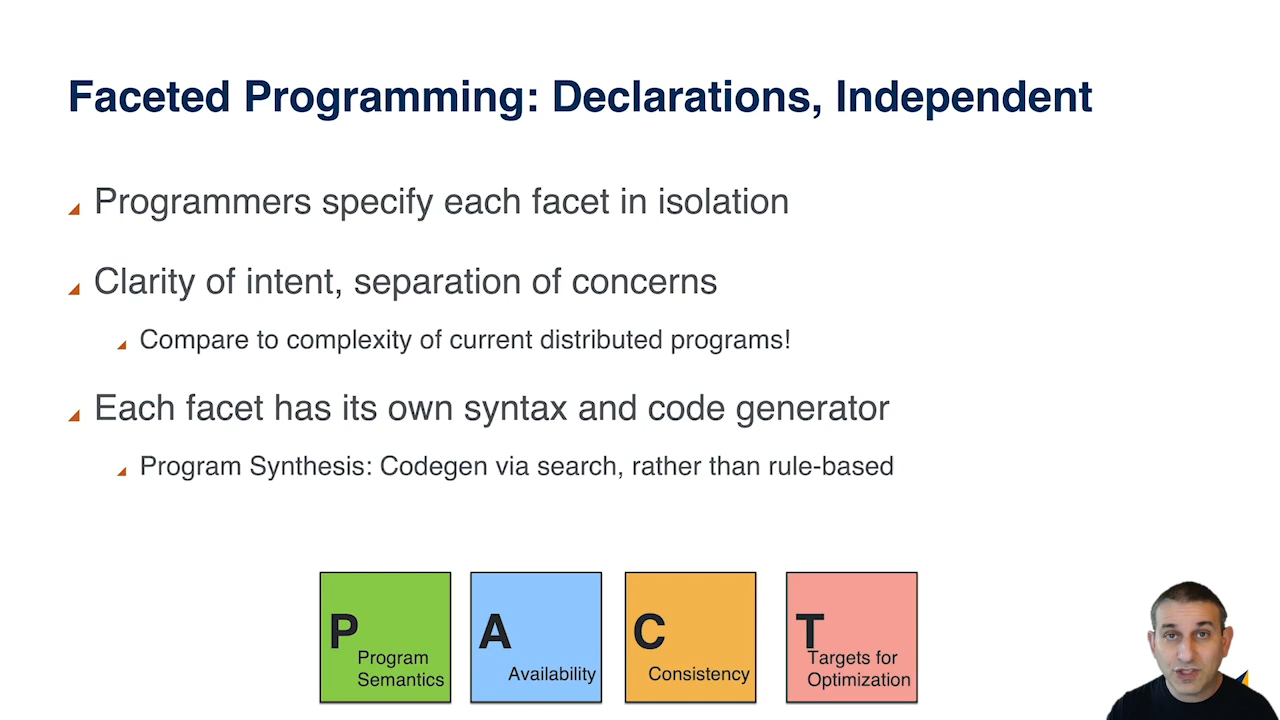 Faceted Programming: Declarations, Independent
Programmers specify each facet in isolation
Clarity of intent, separation of concerns
Compare to complexity of current distributed programs!
Each facet has its own syntax and code generator
Program Synthesis: Codegen via search, rather than rule-based
P
Program
Semantics
A
Availability
C
Consistency
T
Targets for
Optimization